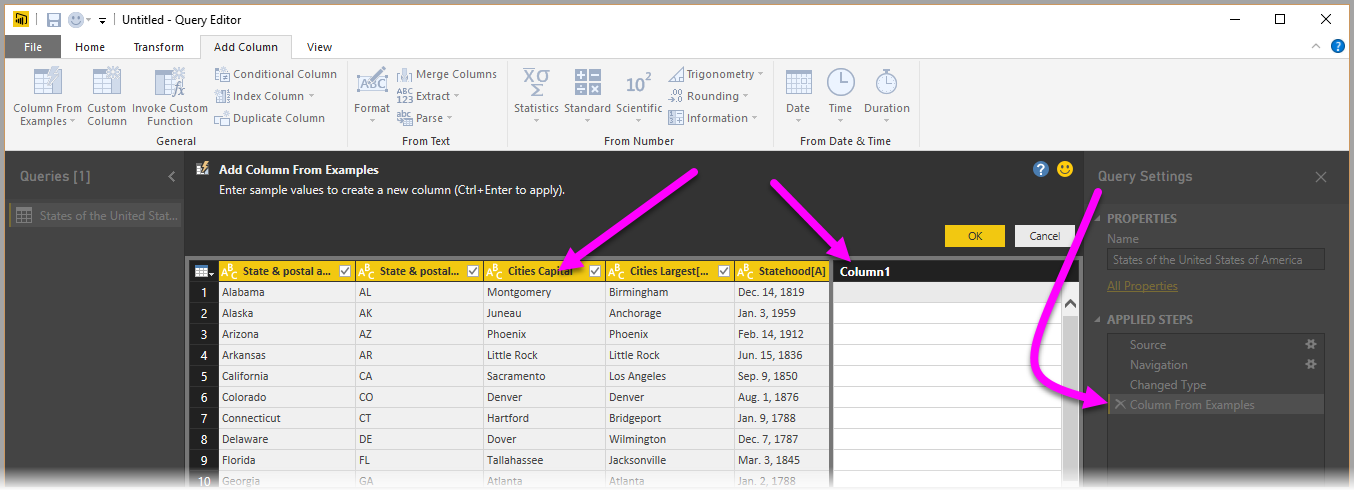 Untitled - Query Editor
File Home Transform Add Column View
Column From Examples
Custom Column
Invoke Custom Function
Conditional Column
Index Column
Duplicate Column
General
Format
ABC
Merge Columns
ABC 123 Extract
abc Parse
From Text
XΣ σ
Statistics
Standard
10² Scientific
Trigonometry
.00 →.0 Rounding
Information
From Number
Date
Time
Duration
From Date & Time
Queries [1]
States of the United Stat...
Add Column From Examples
Enter sample values to create a new column (Ctrl+Enter to apply).
OK Cancel
State & postal a... State & postal... Cities Capital Cities Largest[... Statehood[A] Column1
1 Alabama AL Montgomery Birmingham Dec. 14, 1819
2 Alaska AK Juneau Anchorage Jan. 3, 1959
3 Arizona AZ Phoenix Phoenix Feb. 14, 1912
4 Arkansas AR Little Rock Little Rock Jun. 15, 1836
5 California CA Sacramento Los Angeles Sep. 9, 1850
6 Colorado CO Denver Denver Aug. 1, 1876
7 Connecticut CT Hartford Bridgeport Jan. 9, 1788
8 Delaware DE Dover Wilmington Dec. 7, 1787
9 Florida FL Tallahassee Jacksonville Mar. 3, 1845
10 Georgia GA Atlanta Atlanta Jan. 2, 1788
Query Settings
PROPERTIES
Name
States of the United States of America
All Properties
APPLIED STEPS
Source
Navigation
Changed Type
Column From Examples